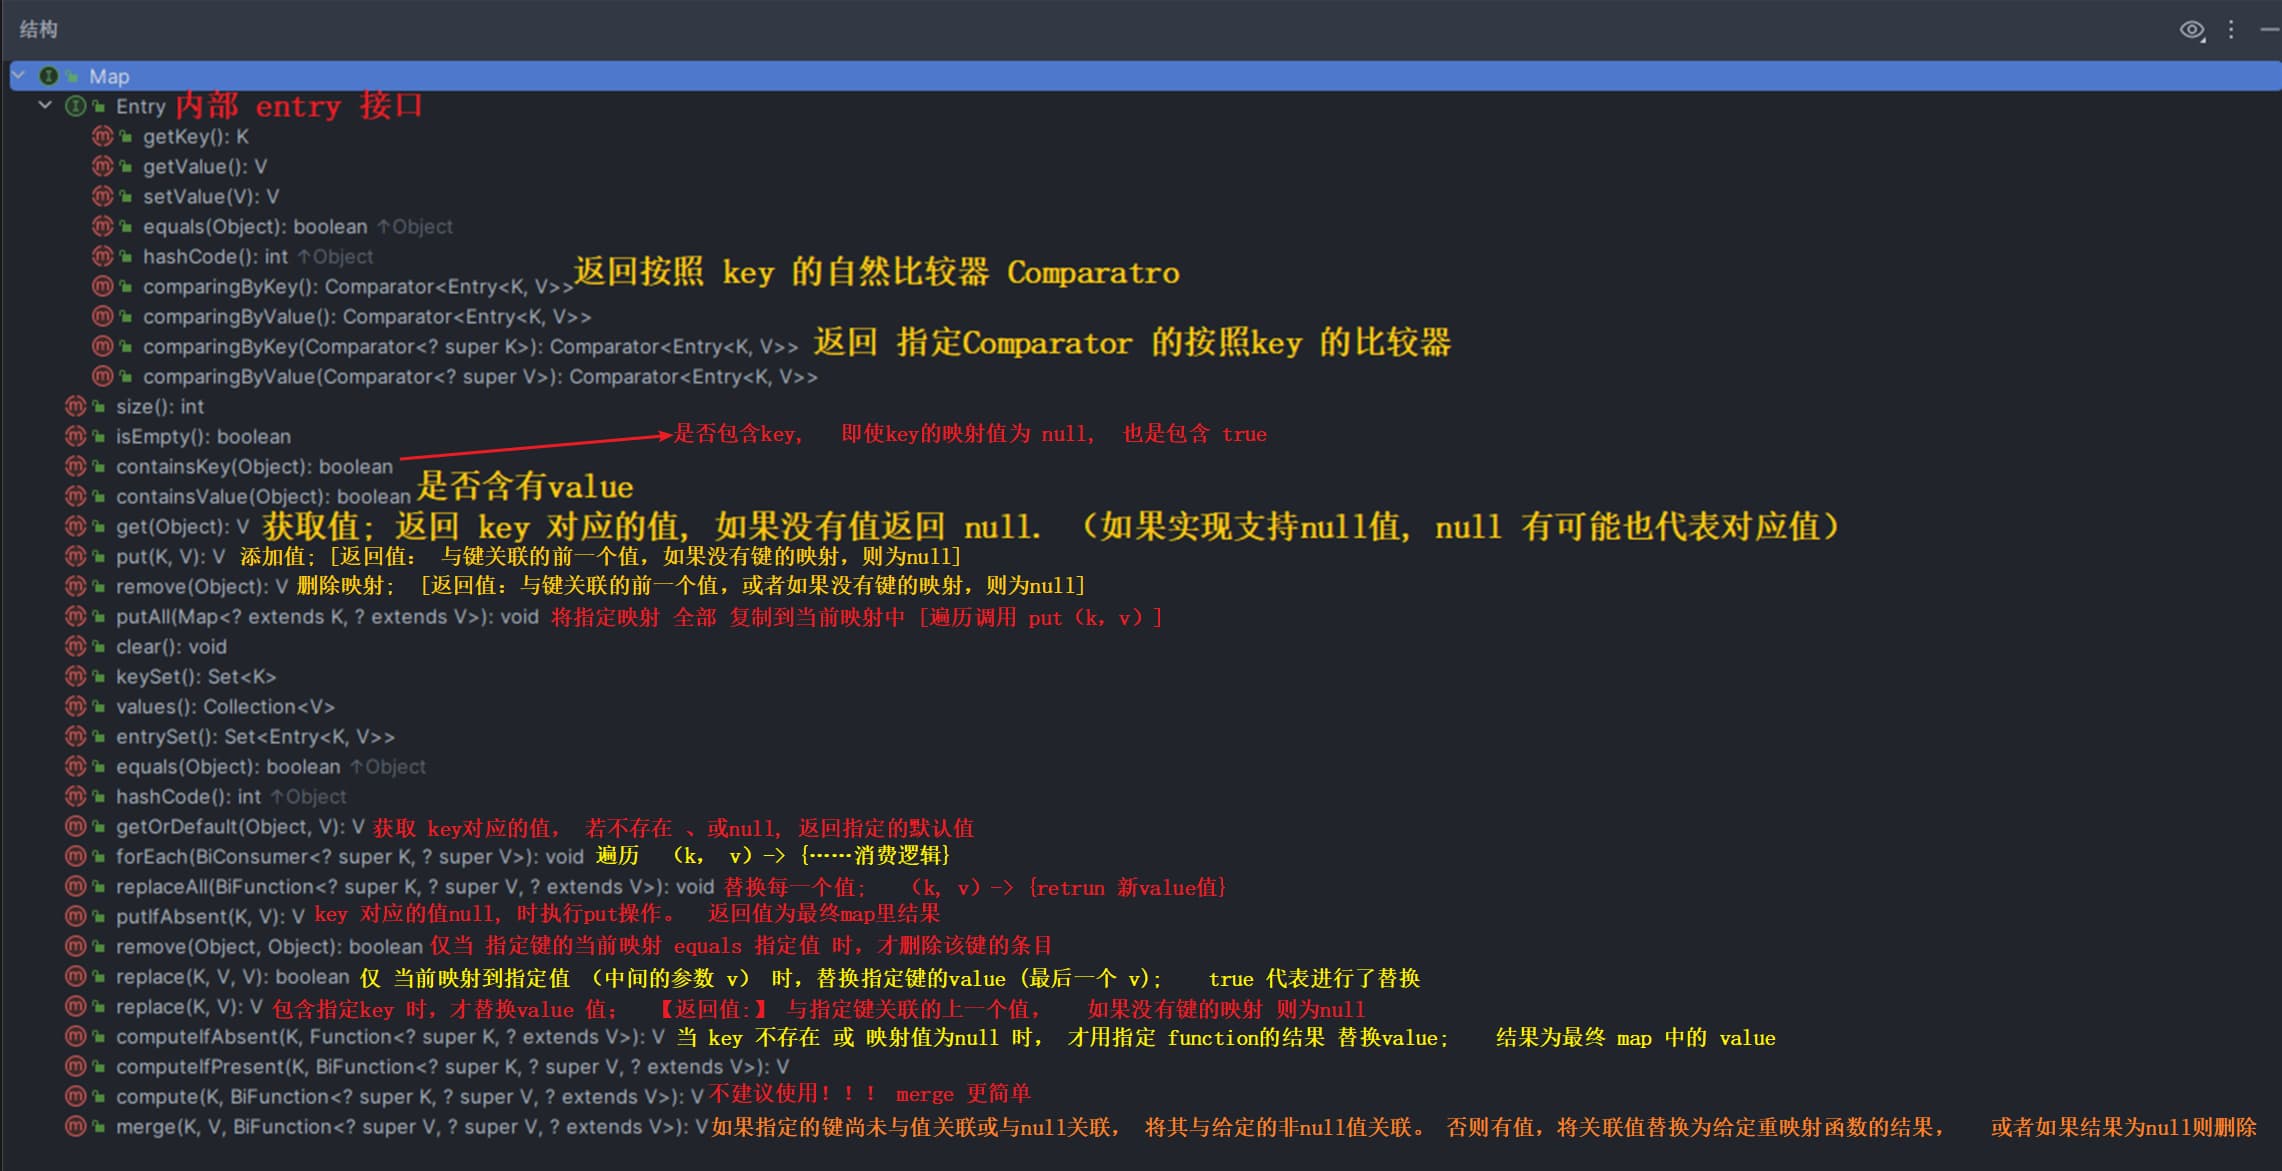 结构
Map
Entry 内部 entry 接口
getKey(): K
getValue(): V
setValue(V): V
equals(Object): boolean ↑Object
hashCode(): int ↑Object
comparingByKey(): Comparator<Entry<K, V>> 返回按照 key 的自然比较器 Comparatro
comparingByValue(): Comparator<Entry<K, V>>
comparingByKey(Comparator<? super K>): Comparator<Entry<K, V>> 返回 指定Comparator 的按照key 的比较器
comparingByValue(Comparator<? super V>): Comparator<Entry<K, V>>
size(): int
isEmpty(): boolean
是否包含key, 即使key的映射值为 null, 也是包含 true
containsKey(Object): boolean
containsValue(Object): boolean 是否含有value
get(Object): V 获取值; 返回 key 对应的值, 如果没有值返回 null. （如果实现支持null值, null 有可能也代表对应值）
put(K, V): V 添加值; [返回值： 与键关联的前一个值，如果没有键的映射，则为null]
remove(Object): V 删除映射; [返回值：与键关联的前一个值，或者如果没有键的映射，则为null]
putAll(Map<? extends K, ? extends V>): void 将指定映射 全部 复制到当前映射中 [遍历调用 put（k，v）]
clear(): void
keySet(): Set<K>
values(): Collection<V>
entrySet(): Set<Entry<K, V>>
equals(Object): boolean ↑Object
hashCode(): int ↑Object
getOrDefault(Object, V): V 获取 key对应的值， 若不存在 、或null, 返回指定的默认值
forEach(BiConsumer<? super K, ? super V>): void 遍历 （k， v）-> {……消费逻辑}
replaceAll(BiFunction<? super K, ? super V, ? extends V>): void 替换每一个值; （k, v）-> {retrun 新value值}
putIfAbsent(K, V): V key 对应的值null, 时执行put操作。 返回值为最终map里结果
remove(Object, Object): boolean 仅当 指定键的当前映射 equals 指定值 时，才删除该键的条目
replace(K, V, V): boolean 仅 当前映射到指定值 （中间的参数 v） 时，替换指定键的value (最后一个 v); true 代表进行了替换
replace(K, V): V 包含指定key 时，才替换value 值； 【返回值:】 与指定键关联的上一个值， 如果没有键的映射 则为null
computeIfAbsent(K, Function<? super K, ? extends V>): V 当 key 不存在 或 映射值为null 时， 才用指定 function的结果 替换value; 结果为最终 map 中的 value
computeIfPresent(K, BiFunction<? super K, ? super V, ? extends V>): V
compute(K, BiFunction<? super K, ? super V, ? extends V>): V 不建议使用！！！ merge 更简单
merge(K, V, BiFunction<? super V, ? super V, ? extends V>): V 如果指定的键尚未与值关联或与null关联， 将其与给定的非null值关联。 否则有值，将关联值替换为给定重映射函数的结果， 或者如果结果为null则删除